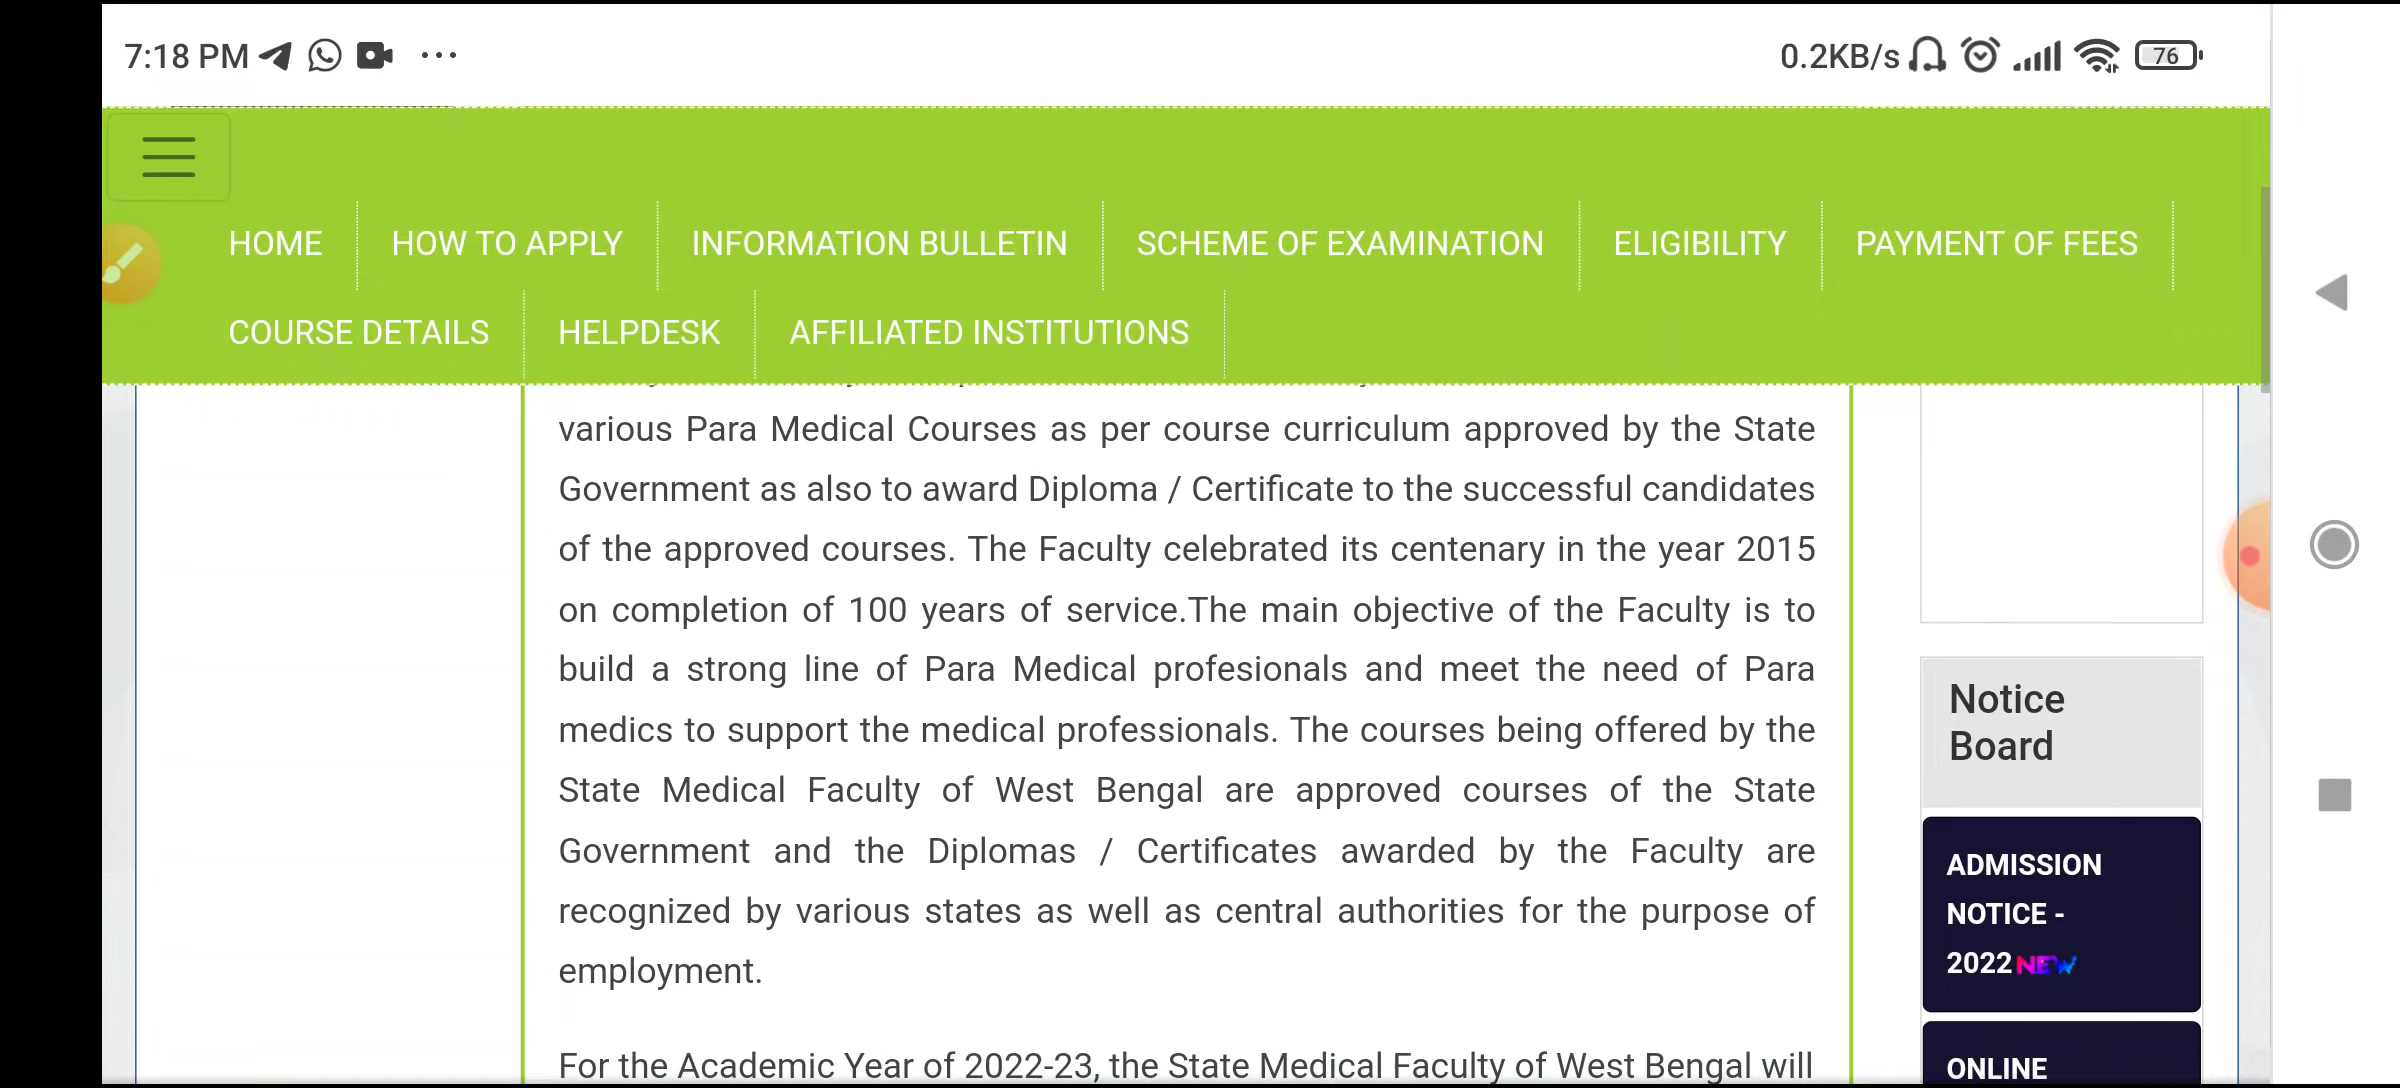 7:18 PM ... 0.2KB/s 76
HOME HOW TO APPLY INFORMATION BULLETIN SCHEME OF EXAMINATION ELIGIBILITY PAYMENT OF FEES
COURSE DETAILS HELPDESK AFFILIATED INSTITUTIONS
various Para Medical Courses as per course curriculum approved by the State
Government as also to award Diploma / Certificate to the successful candidates
of the approved courses. The Faculty celebrated its centenary in the year 2015
on completion of 100 years of service.The main objective of the Faculty is to
build a strong line of Para Medical profesionals and meet the need of Para
medics to support the medical professionals. The courses being offered by the
State Medical Faculty of West Bengal are approved courses of the State
Government and the Diplomas / Certificates awarded by the Faculty are
recognized by various states as well as central authorities for the purpose of
employment.
For the Academic Year of 2022-23, the State Medical Faculty of West Bengal will
Notice
Board
ADMISSION
NOTICE -
2022 NEW
ONLINE